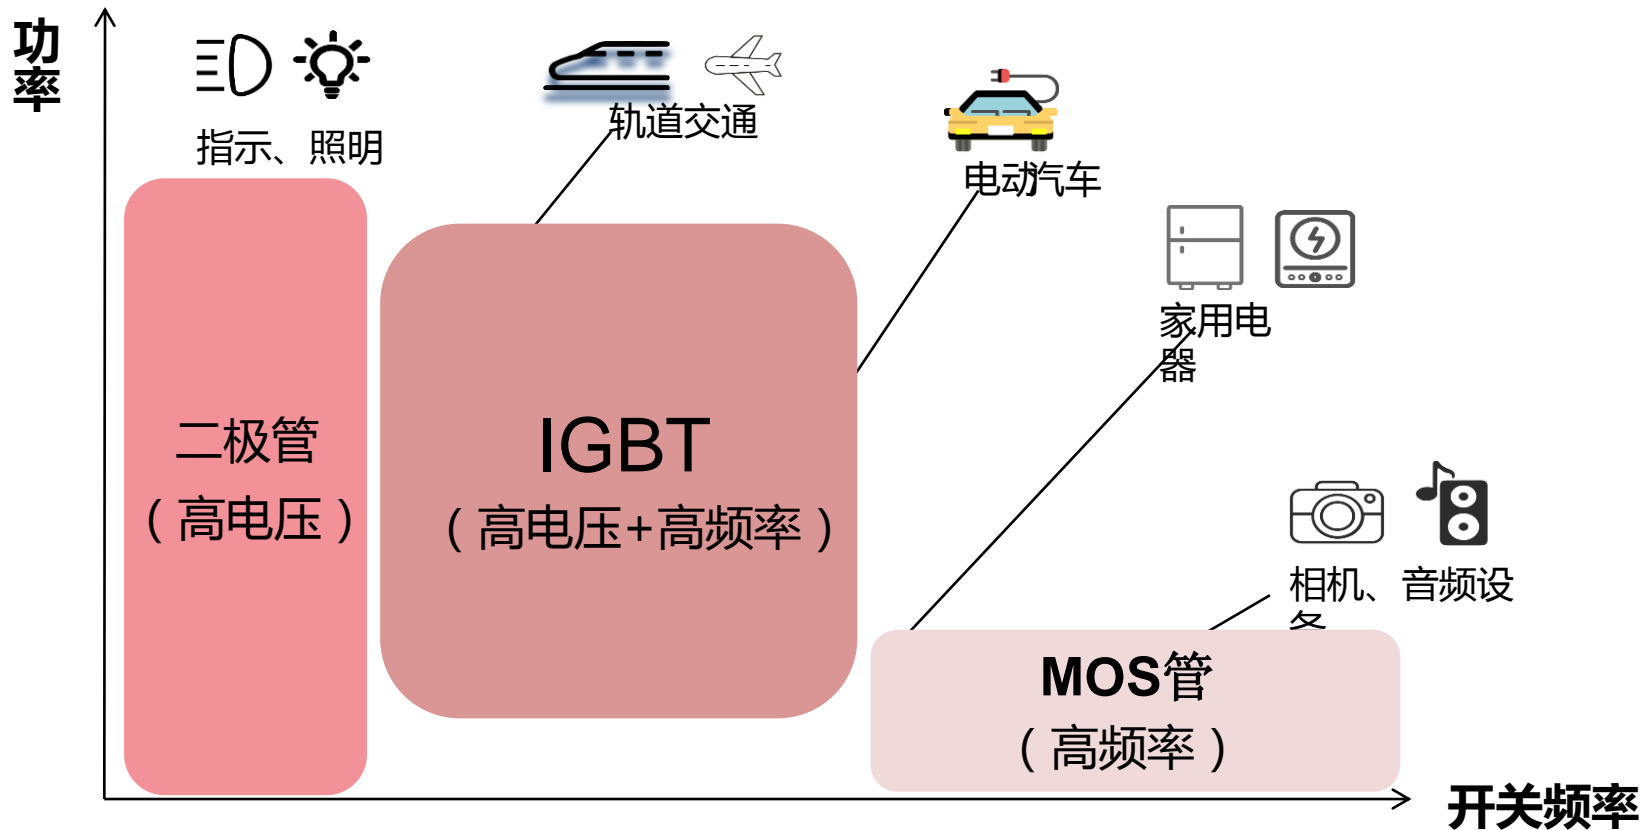 功
率
指示、照明
轨道交通
电动汽车
家用电
器
二极管
（高电压）
IGBT
（高电压+高频率）
相机、音频设
备
MOS管
（高频率）
开关频率